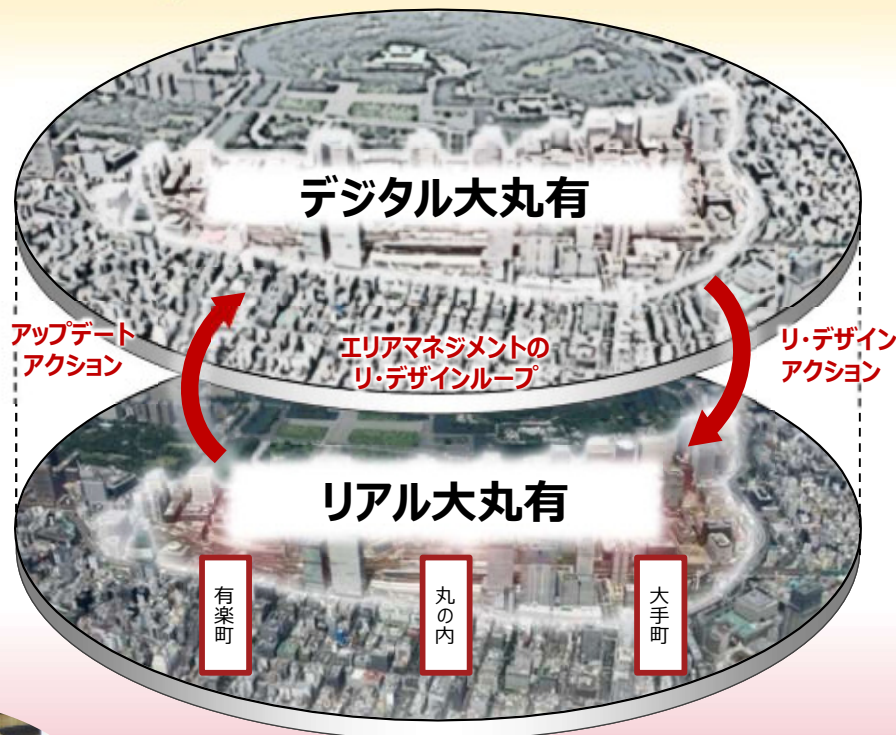 デジタル大丸有
アップデート
アクション
エリアマネジメントの
リ・デザインループ
リ・デザイン
アクション
リアル大丸有
有楽町
丸の内
大手町